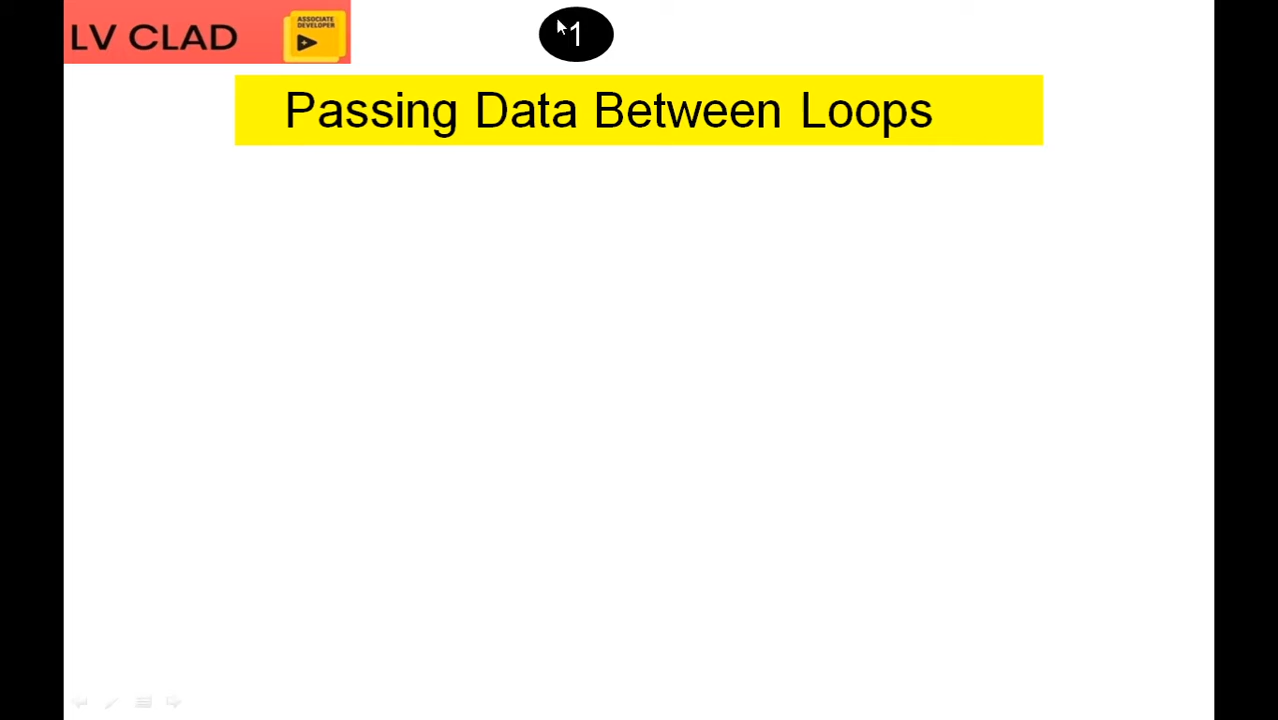 LV CLAD
ASSOCIATE
DEVELOPER
1
Passing Data Between Loops